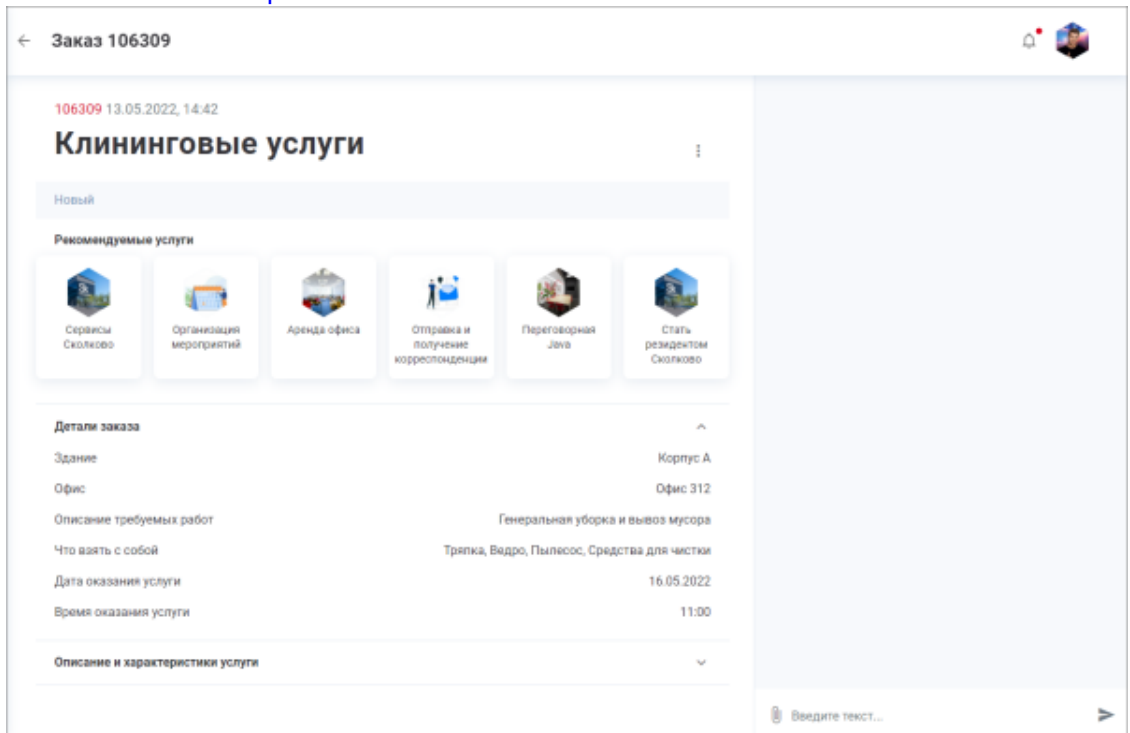 Заказ 106309
106309 13.05.2022, 14:42
Клининговые услуги
Новый
Рекомендуемые услуги
Сервисы Сколково
Организация мероприятий
Аренда офиса
Отправка и получение корреспонденции
Переговорная Java
Стать резидентом Сколково
Детали заказа
Здание Корпус А
Офис Офис 312
Описание требуемых работ Генеральная уборка и вывоз мусора
Что взять с собой Тряпка, Ведро, Пылесос, Средства для чистки
Дата оказания услуги 16.05.2022
Время оказания услуги 11:00
Описание и характеристики услуги
Введите текст...